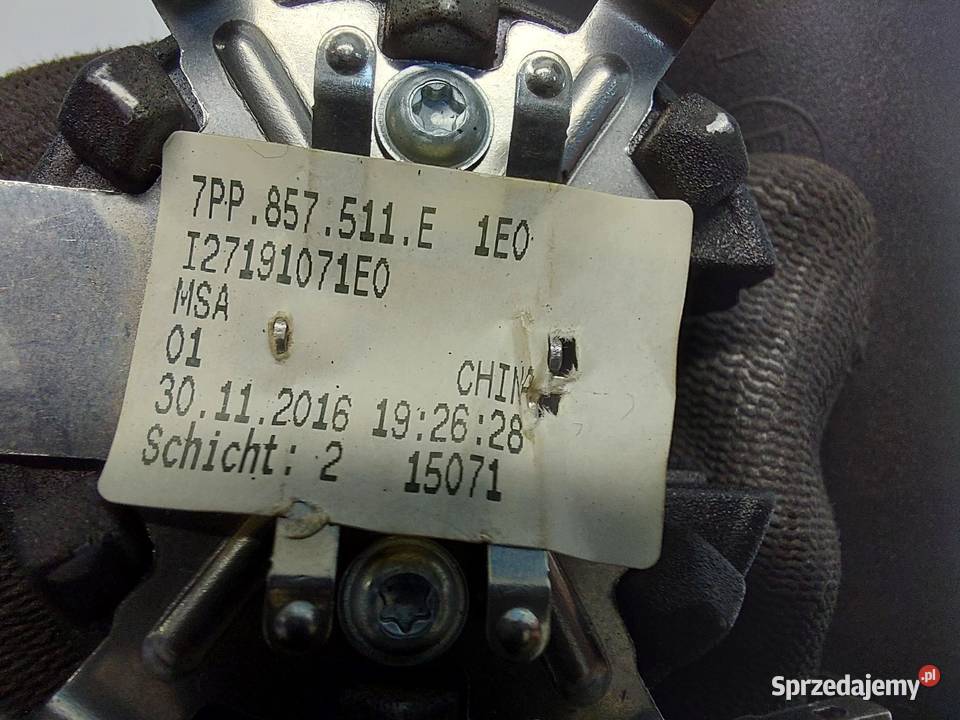 7PP.857.511.E 1E0
I27191071E0
MSA
01
CHINA
30.11.2016 19:26:28
Schicht: 2 15071
Sprzedajemy.pl